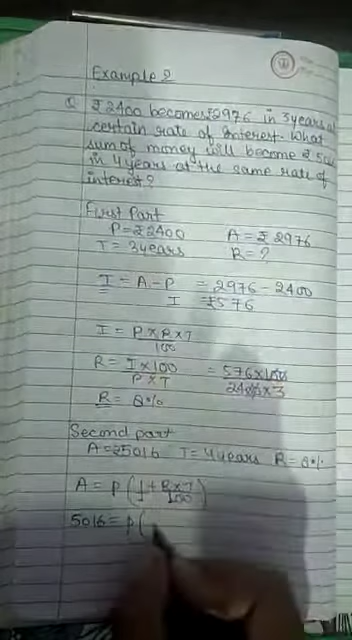 Example 2
Q ₹2400 becomes ₹2976 in 3 years at
certain rate of interest. What
sum of money will become ₹
in 4 years at the same rate of
interest?
First Part
P = ₹2400 A = ₹2976
T = 3 years R = ?
I = A - P = 2976 - 2400
I = ₹576
I = P × R × T
100
R = I × 100 = 576 × 100
P × T 2400 × 3
R = 8%
Second part
A = ₹5016 T = 4 years R = 8%
A = P ( 1 + R × T
100 )
5016 = P (